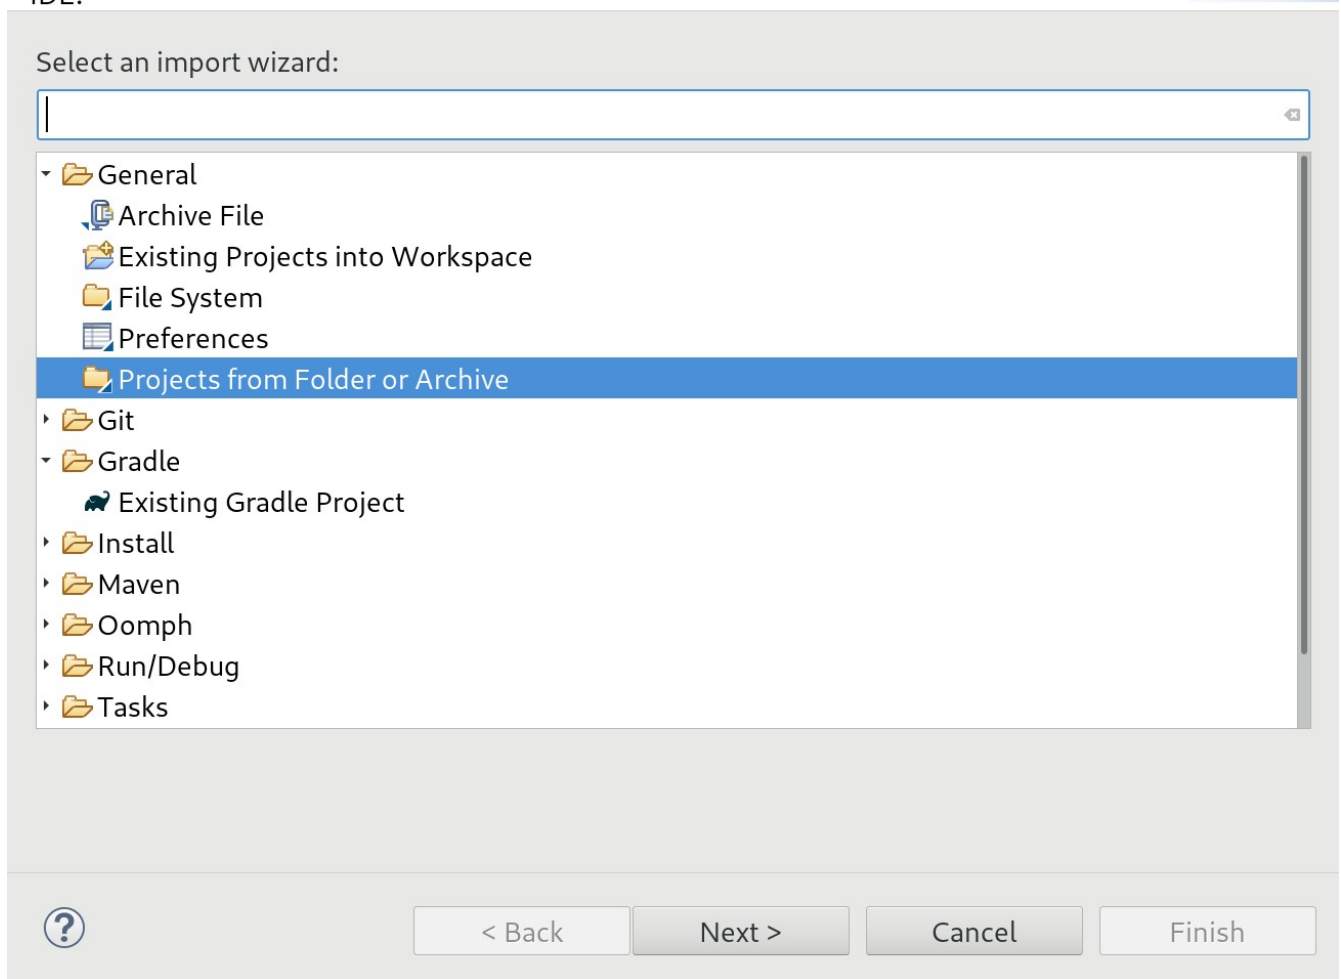 IDE.
Select an import wizard:
General
Archive File
Existing Projects into Workspace
File System
Preferences
Projects from Folder or Archive
Git
Gradle
Existing Gradle Project
Install
Maven
Oomph
Run/Debug
Tasks
?
< Back
Next >
Cancel
Finish